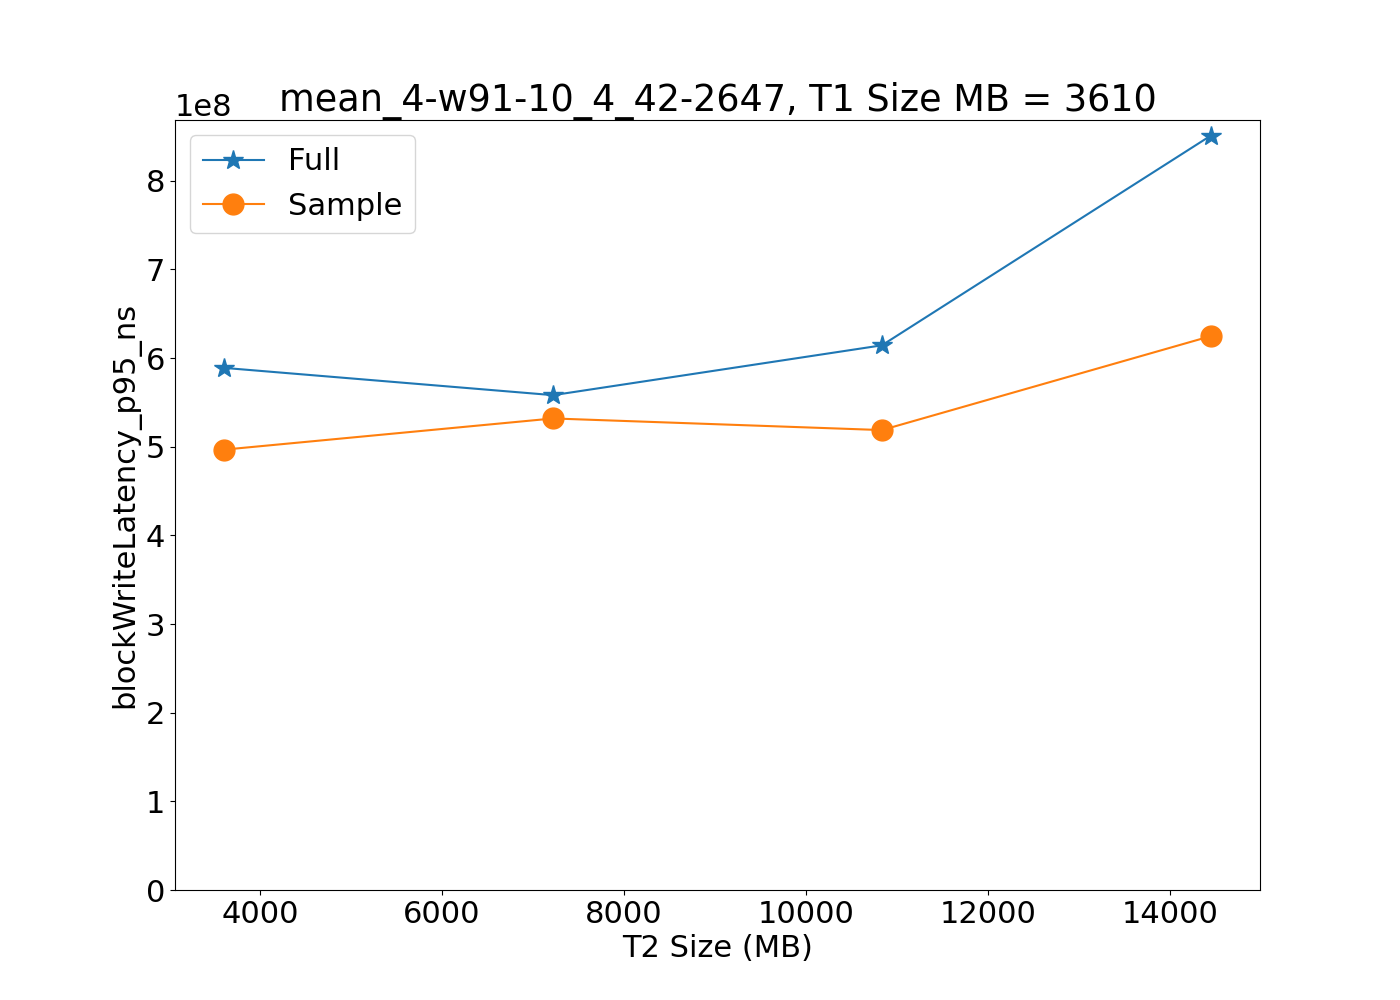 1e8
mean_4-w91-10_4_42-2647, T1 Size MB = 3610
Full
Sample
8
7
6
5
4
3
2
1
0
blockWriteLatency_p95_ns
4000 6000 8000 10000 12000 14000
T2 Size (MB)